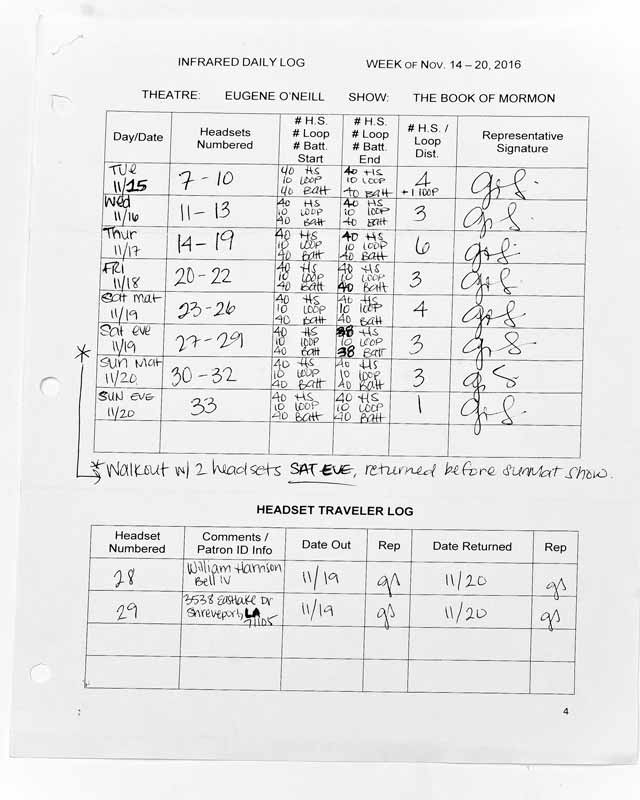 INFRARED DAILY LOG WEEK OF NOV. 14 – 20, 2016
THEATRE: EUGENE O'NEILL SHOW: THE BOOK OF MORMON
Day/Date Headsets Numbered # H.S. # Loop # Batt. Start # H.S. # Loop # Batt. End # H.S. / Loop Dist. Representative Signature
TUE 11/15 7 - 10 40 HS 10 LOOP 40 Batt 40 HS 10 LOOP 40 Batt 4 +1 LOOP GS
Wed 11/16 11 - 13 40 HS 10 LOOP 40 Batt 40 HS 10 LOOP 40 Batt 3 GS
Thur 11/17 14 - 19 40 HS 10 LOOP 40 Batt 40 HS 10 LOOP 40 Batt 6 GS
FRI 11/18 20 - 22 40 HS 10 LOOP 40 Batt 40 HS 10 LOOP 40 Batt 3 GS
Sat mat 11/19 23 - 26 40 HS 10 LOOP 40 Batt 40 HS 10 LOOP 40 Batt 4 GS
Sat eve 11/19 27 - 29 40 HS 10 LOOP 40 Batt 38 HS 10 LOOP 38 Batt 3 GS
* SUN Mat 11/20 30 - 32 40 HS 10 LOOP 40 Batt 40 HS 10 LOOP 40 Batt 3 GS
SUN EVE 11/20 33 40 HS 10 LOOP 40 Batt 40 HS 10 LOOP 40 Batt 1 GS
* Walkout w/ 2 headsets SAT EVE, returned before sun Mat show.
HEADSET TRAVELER LOG
Headset Numbered Comments / Patron ID Info Date Out Rep Date Returned Rep
28 William Harrison Bell IV 11/19 gs 11/20 gs
29 3538 Eastlake Dr Shreveport, LA 71105 11/19 gs 11/20 gs
4